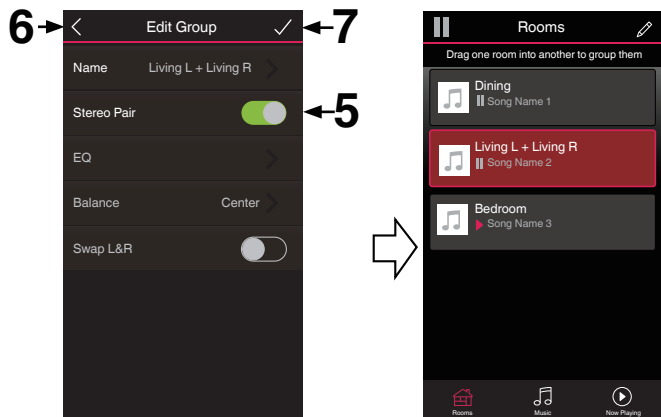 6
Edit Group
7
Name Living L + Living R
Stereo Pair
5
EQ
Balance Center
Swap L&R
Rooms
Drag one room into another to group them
Dining
Song Name 1
Living L + Living R
Song Name 2
Bedroom
Song Name 3
Rooms Music Now Playing